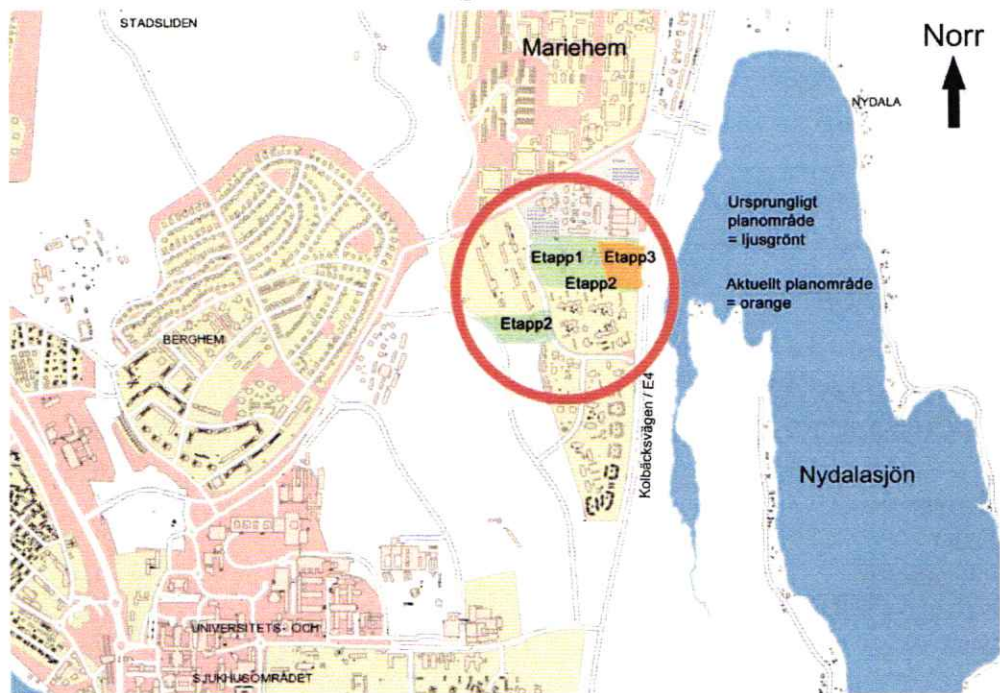 STADSLIDEN
Mariehem
Norr
NYDALA
Ursprungligt
planområde
= ljusgrönt
Etapp1
Etapp3
Etapp2
Aktuellt planområde
= orange
Etapp2
BERGHEM
Kolbäcksvägen / E4
Nydalasjön
UNIVERSITETS- OCH
SJUKHUSOMRÅDET